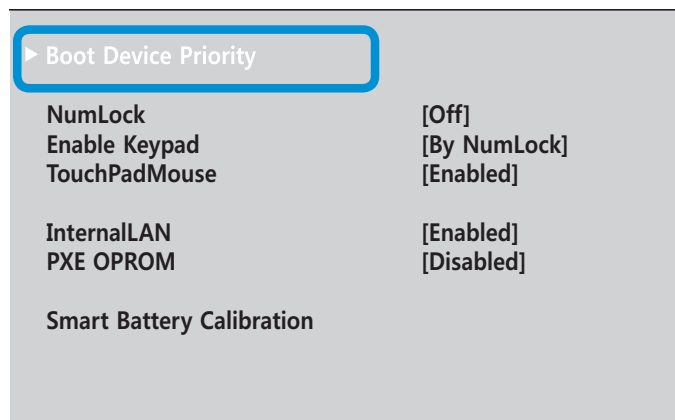 ▶ Boot Device Priority
NumLock [Off]
Enable Keypad [By NumLock]
TouchPadMouse [Enabled]
InternalLAN [Enabled]
PXE OPROM [Disabled]
Smart Battery Calibration